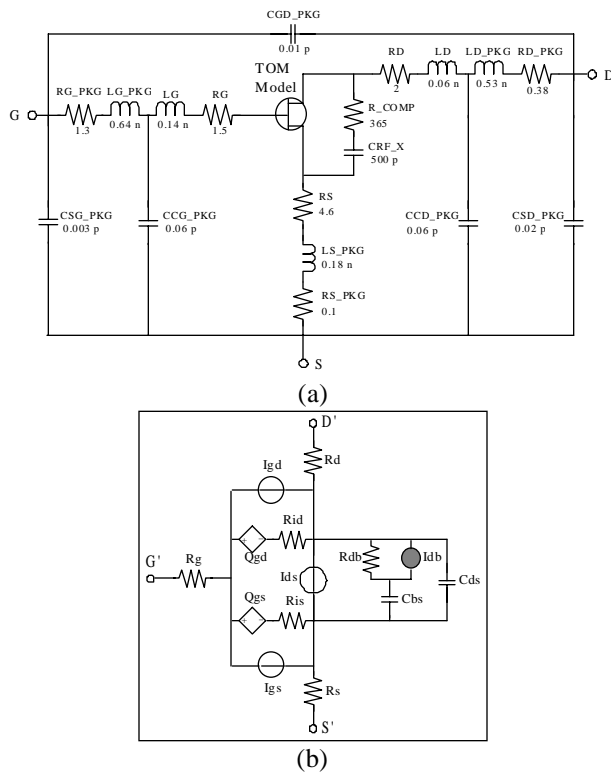 CGD_PKG
0.01 p
TOM
Model
RD
2
LD
0.06 n
LD_PKG
0.53 n
RD_PKG
0.38
D
G
RG_PKG
1.3
LG_PKG
0.64 n
LG
0.14 n
RG
1.5
R_COMP
365
CRF_X
500 p
CSG_PKG
0.003 p
CCG_PKG
0.06 p
RS
4.6
LS_PKG
0.18 n
RS_PKG
0.1
CCD_PKG
0.06 p
CSD_PKG
0.02 p
S
(a)
D'
Rd
Igd
Rid
Qgd
G'
Rg
Ids
Rdb
Idb
Cds
Qgs
Ris
Cbs
Igs
Rs
S'
(b)